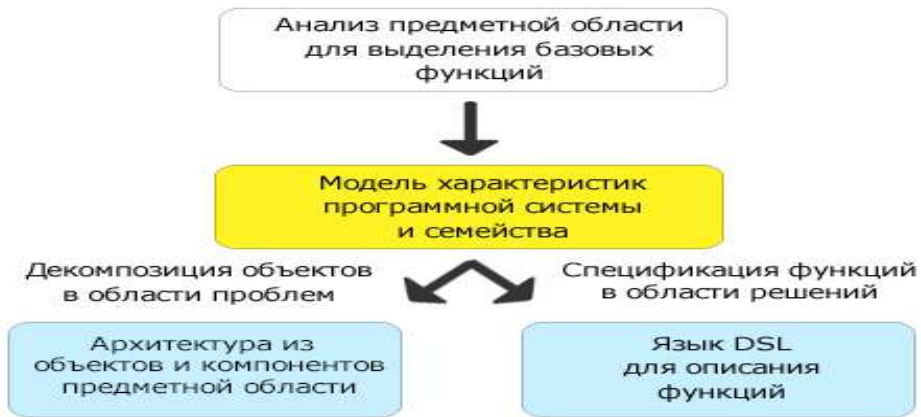 Анализ предметной области
для выделения базовых
функций
Модель характеристик
программной системы
и семейства
Декомпозиция объектов
в области проблем
Спецификация функций
в области решений
Архитектура из
объектов и компонентов
предметной области
Язык DSL
для описания
функций